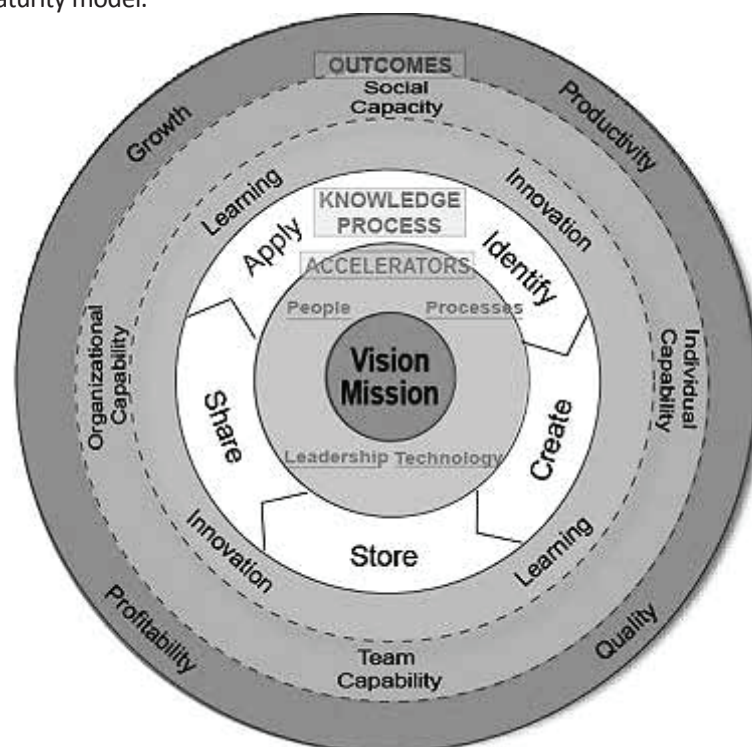 aturity model.
OUTCOMES
Social
Capacity
Growth
Productivity
Learning
Innovation
KNOWLEDGE
PROCESS
Apply
Identify
ACCELERATORS
People
Processes
Organizational
Capability
Individual
Capability
Vision
Mission
Share
Create
Leadership
Technology
Innovation
Store
Learning
Profitability
Team
Capability
Quality